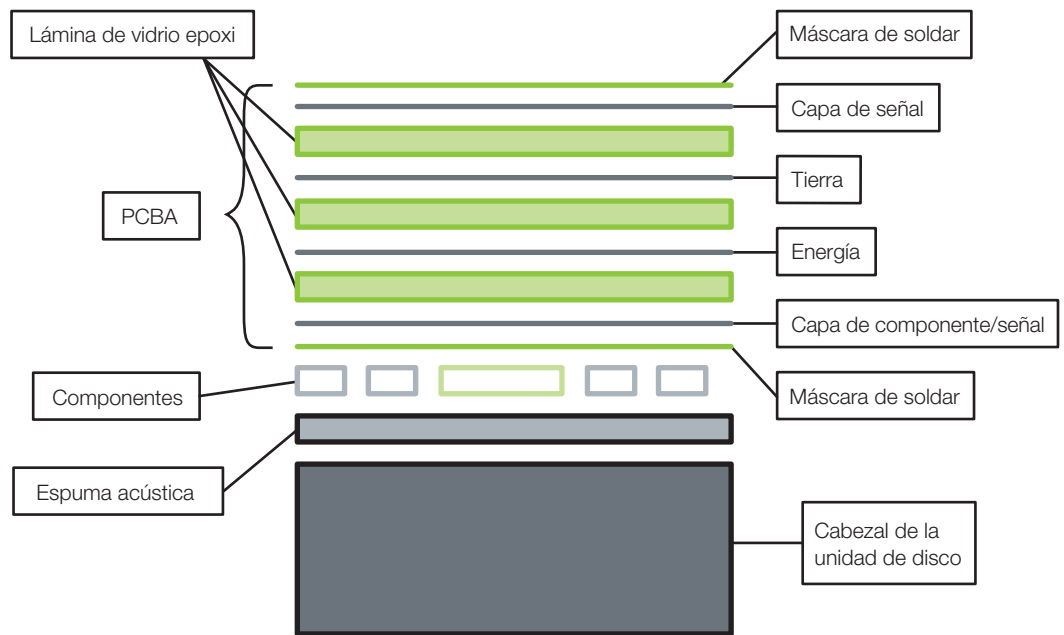 Lámina de vidrio epoxi
Máscara de soldar
Capa de señal
Tierra
PCBA
Energía
Capa de componente/señal
Componentes
Máscara de soldar
Espuma acústica
Cabezal de la
unidad de disco